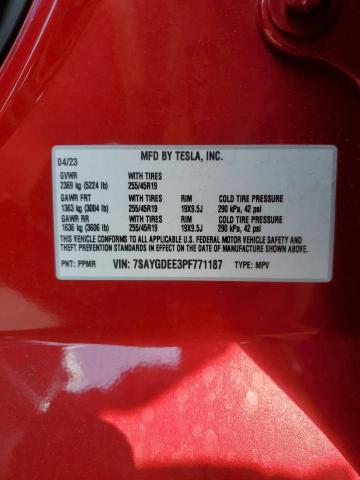 MFD BY TESLA, INC.
04/23
GVWR WITH TIRES
2369 kg (5224 lb) 255/45R19
GAWR FRT WITH TIRES RIM COLD TIRE PRESSURE
1363 kg (3004 lb) 255/45R19 19X9.5J 290 kPa, 42 psi
GAWR RR WITH TIRES RIM COLD TIRE PRESSURE
1636 kg (3606 lb) 255/45R19 19X9.5J 290 kPa, 42 psi
THIS VEHICLE CONFORMS TO ALL APPLICABLE U.S. FEDERAL MOTOR VEHICLE SAFETY AND
THEFT PREVENTION STANDARDS IN EFFECT ON THE DATE OF MANUFACTURE SHOWN ABOVE.
PNT: PPMR VIN: 7SAYGDEE3PF771187 TYPE: MPV